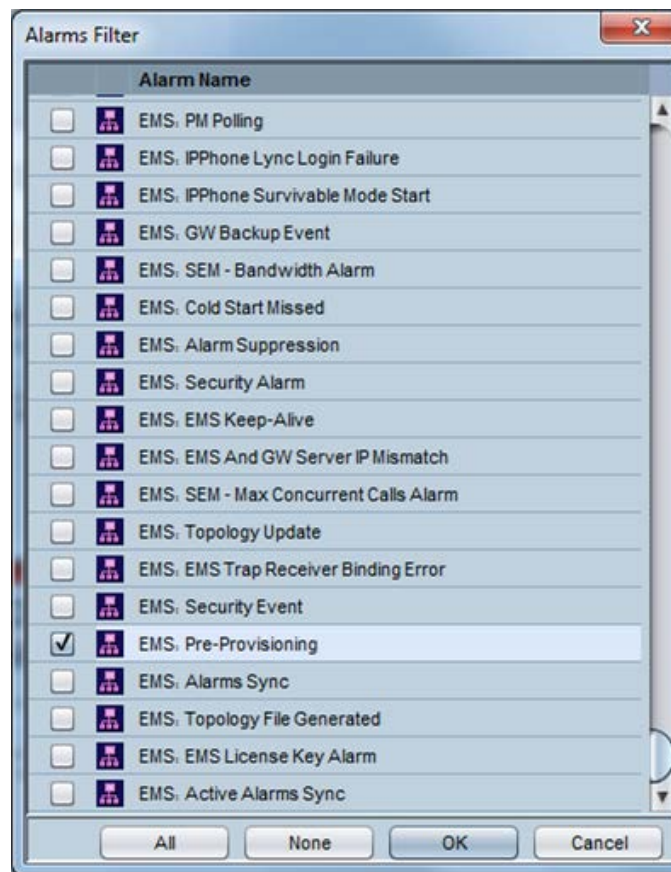 Alarms Filter
Alarm Name
EMS: PM Polling
EMS: IPPhone Lync Login Failure
EMS: IPPhone Survivable Mode Start
EMS: GW Backup Event
EMS: SEM - Bandwidth Alarm
EMS: Cold Start Missed
EMS: Alarm Suppression
EMS: Security Alarm
EMS: EMS Keep-Alive
EMS: EMS And GW Server IP Mismatch
EMS: SEM - Max Concurrent Calls Alarm
EMS: Topology Update
EMS: EMS Trap Receiver Binding Error
EMS: Security Event
EMS: Pre-Provisioning
EMS: Alarms Sync
EMS: Topology File Generated
EMS: EMS License Key Alarm
EMS: Active Alarms Sync
All None OK Cancel